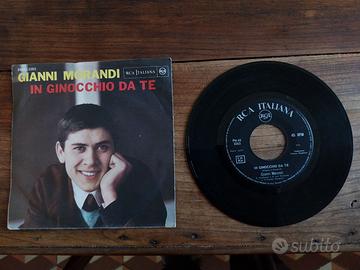 GIANNI MORANDI
RCA ITALIANA
IN GINOCCHIO DA TE
RCA ITALIANA
45 RPM
IN GINOCCHIO DA TE
Gianni Morandi
subito.it